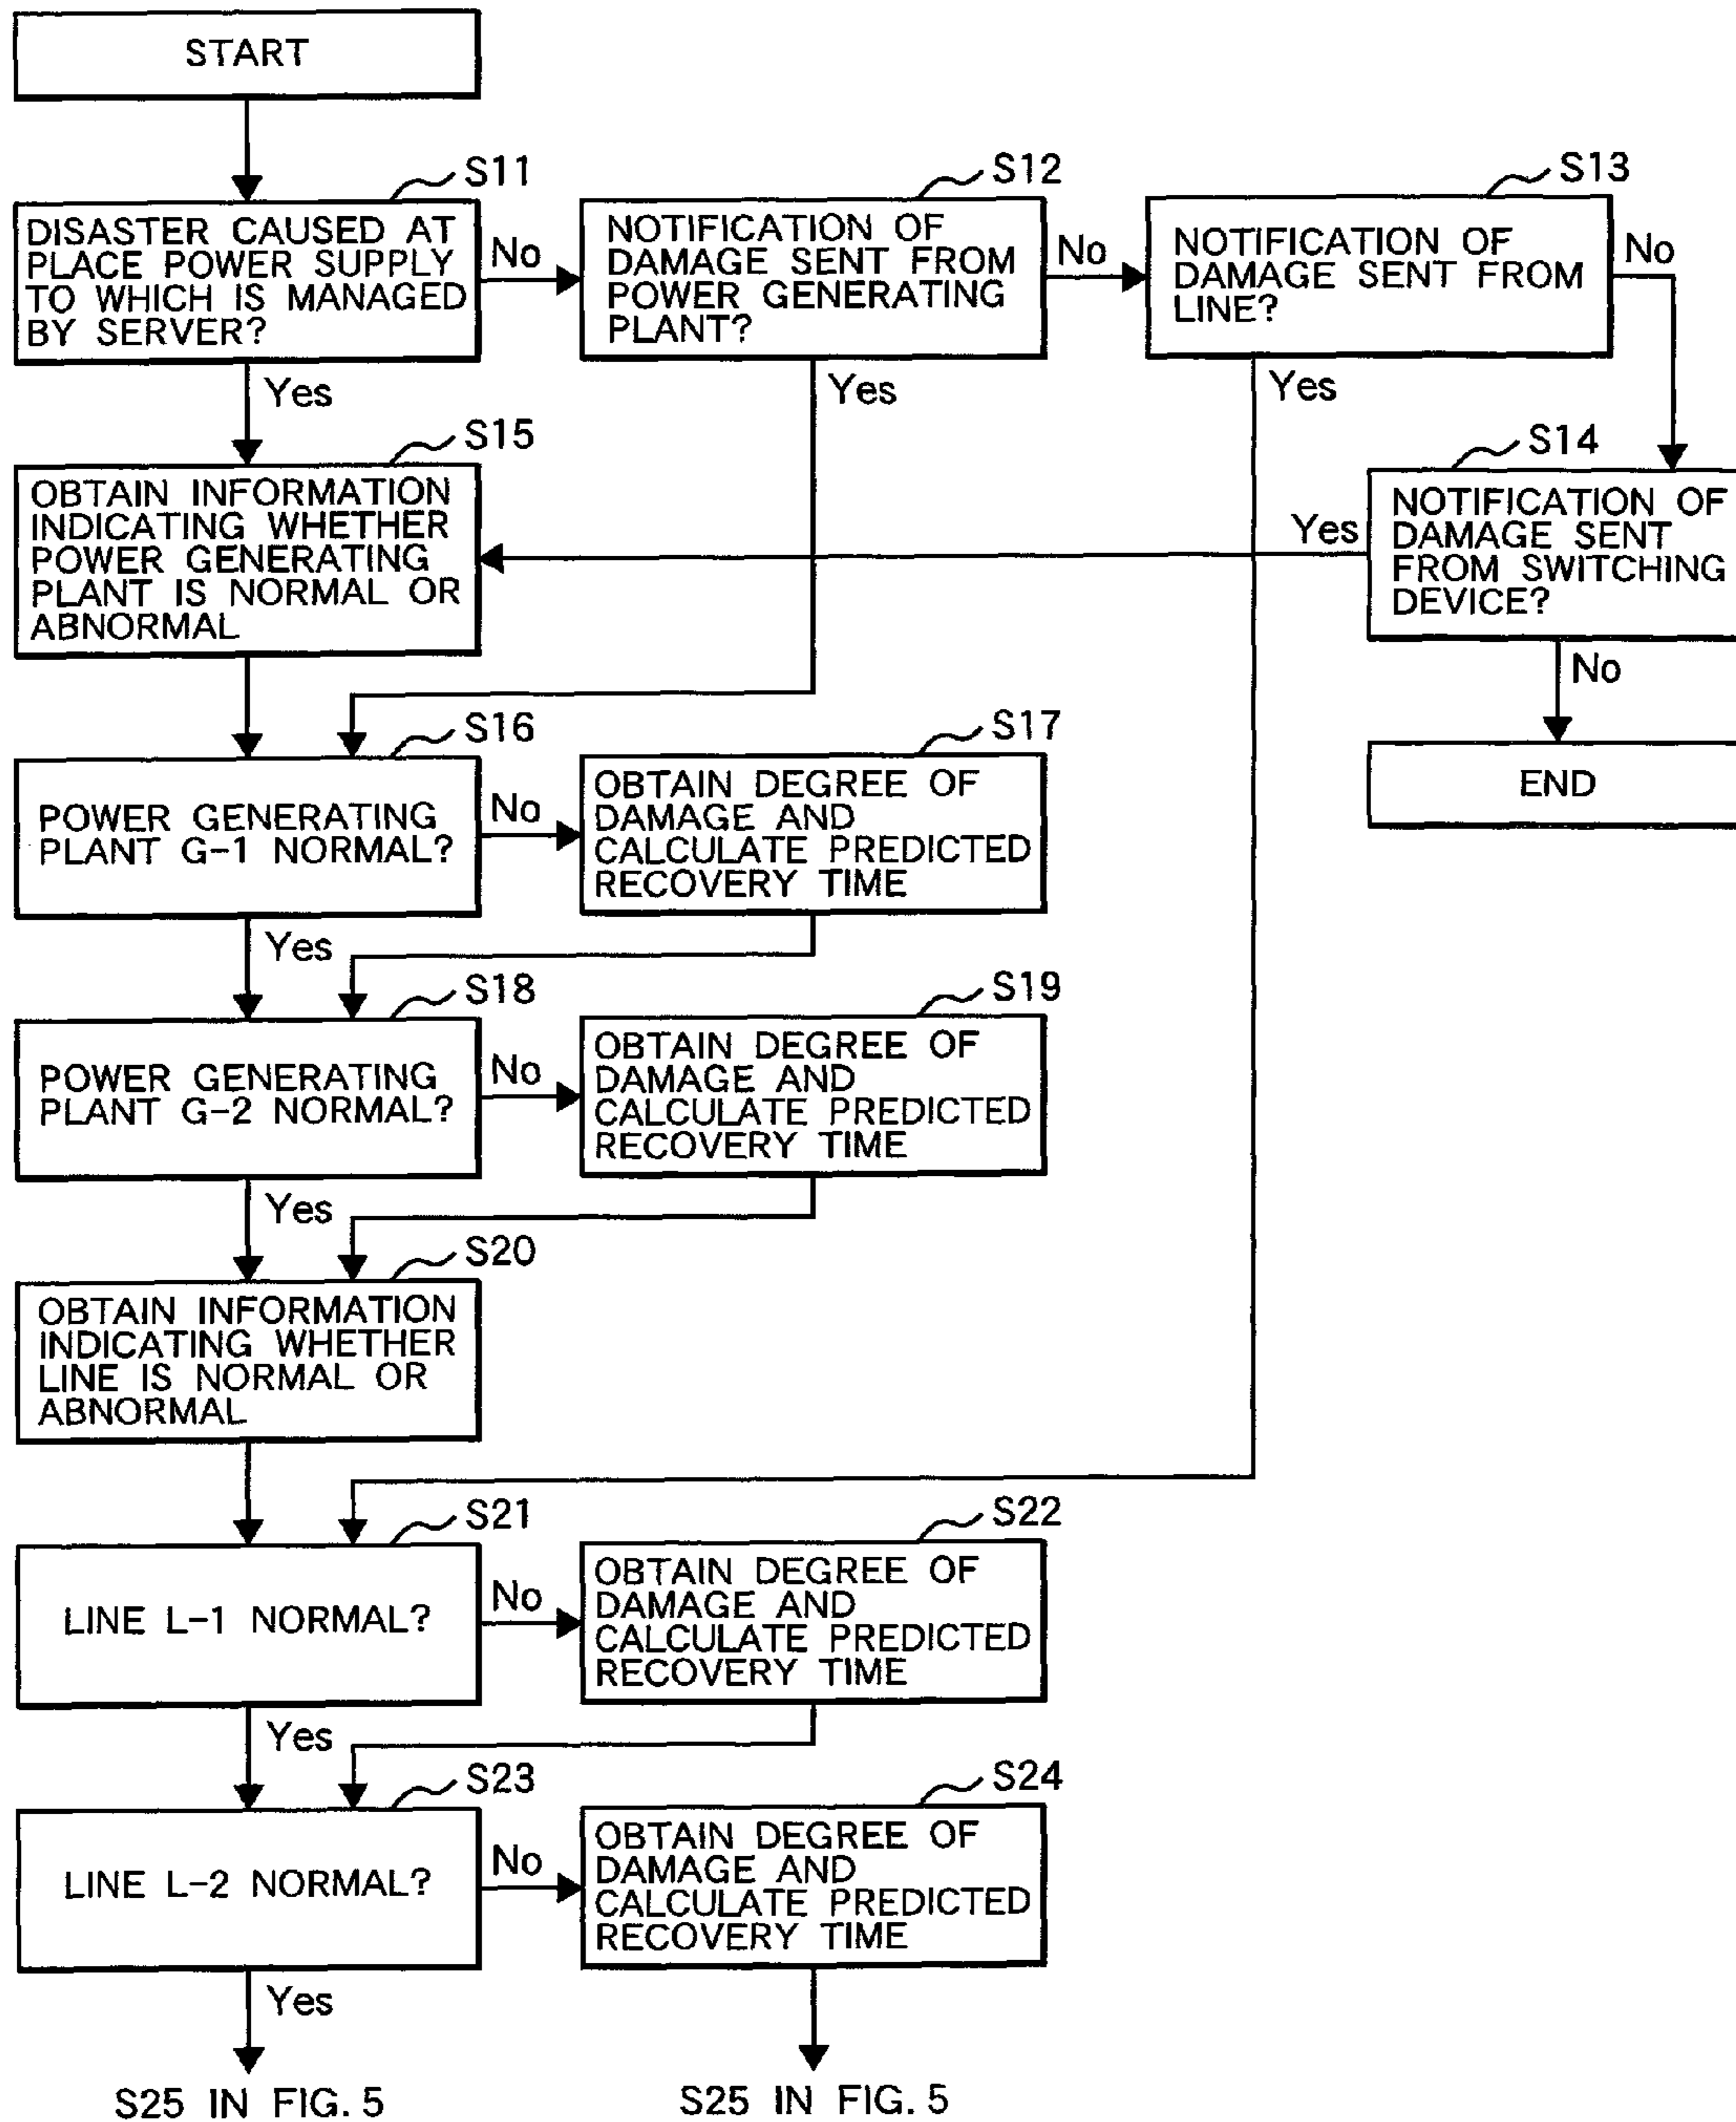 START
S11
DISASTER CAUSED AT
PLACE POWER SUPPLY
TO WHICH IS MANAGED
BY SERVER?
No
Yes
S12
NOTIFICATION OF
DAMAGE SENT FROM
POWER GENERATING
PLANT?
No
Yes
S13
NOTIFICATION OF
DAMAGE SENT FROM
LINE?
No
Yes
S14
NOTIFICATION OF
DAMAGE SENT
FROM SWITCHING
DEVICE?
Yes
No
END
S15
OBTAIN INFORMATION
INDICATING WHETHER
POWER GENERATING
PLANT IS NORMAL OR
ABNORMAL
S16
POWER GENERATING
PLANT G-1 NORMAL?
No
Yes
S17
OBTAIN DEGREE OF
DAMAGE AND
CALCULATE PREDICTED
RECOVERY TIME
S18
POWER GENERATING
PLANT G-2 NORMAL?
No
Yes
S19
OBTAIN DEGREE OF
DAMAGE AND
CALCULATE PREDICTED
RECOVERY TIME
S20
OBTAIN INFORMATION
INDICATING WHETHER
LINE IS NORMAL OR
ABNORMAL
S21
LINE L-1 NORMAL?
No
Yes
S22
OBTAIN DEGREE OF
DAMAGE AND
CALCULATE PREDICTED
RECOVERY TIME
S23
LINE L-2 NORMAL?
No
Yes
S24
OBTAIN DEGREE OF
DAMAGE AND
CALCULATE PREDICTED
RECOVERY TIME
S25 IN FIG. 5
S25 IN FIG. 5